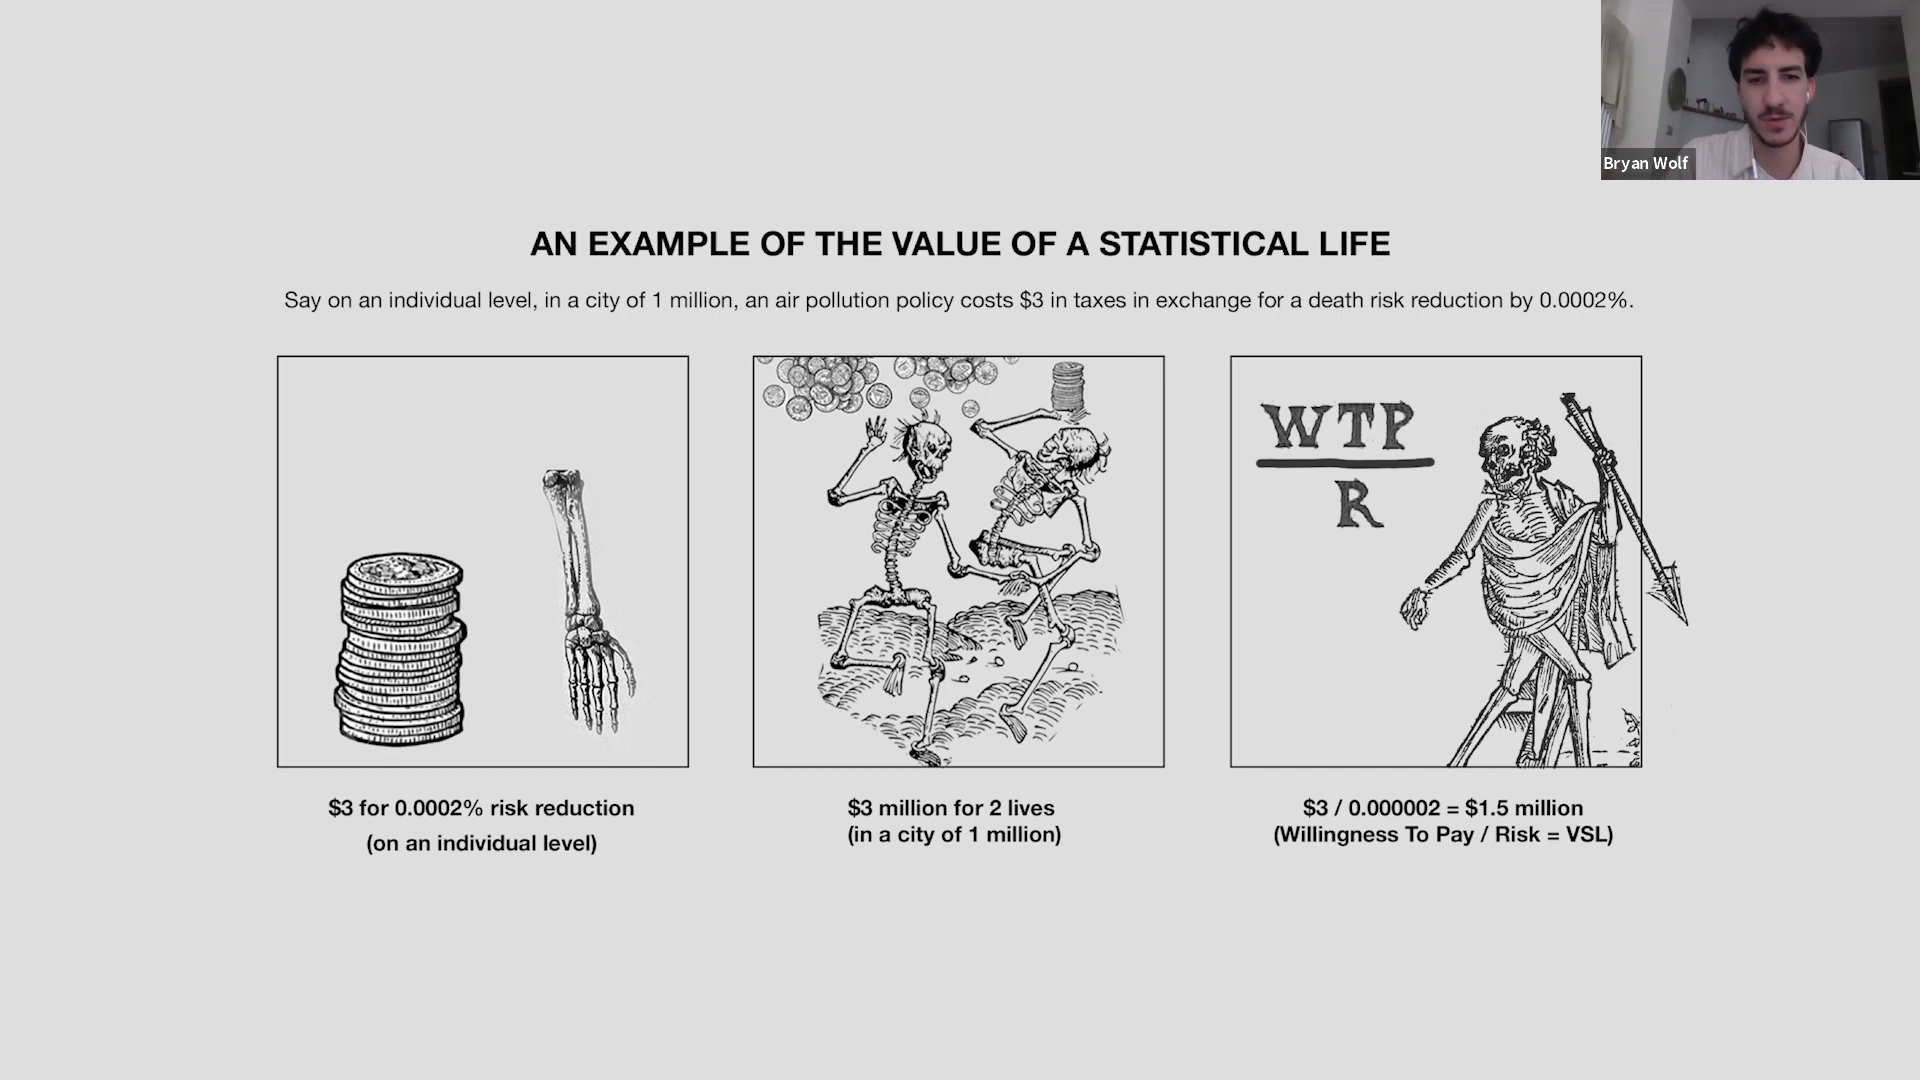 Bryan Wolf
AN EXAMPLE OF THE VALUE OF A STATISTICAL LIFE
Say on an individual level, in a city of 1 million, an air pollution policy costs $3 in taxes in exchange for a death risk reduction by 0.0002%.
WTP
R
$3 for 0.0002% risk reduction
(on an individual level)
$3 million for 2 lives
(in a city of 1 million)
$3 / 0.000002 = $1.5 million
(Willingness To Pay / Risk = VSL)